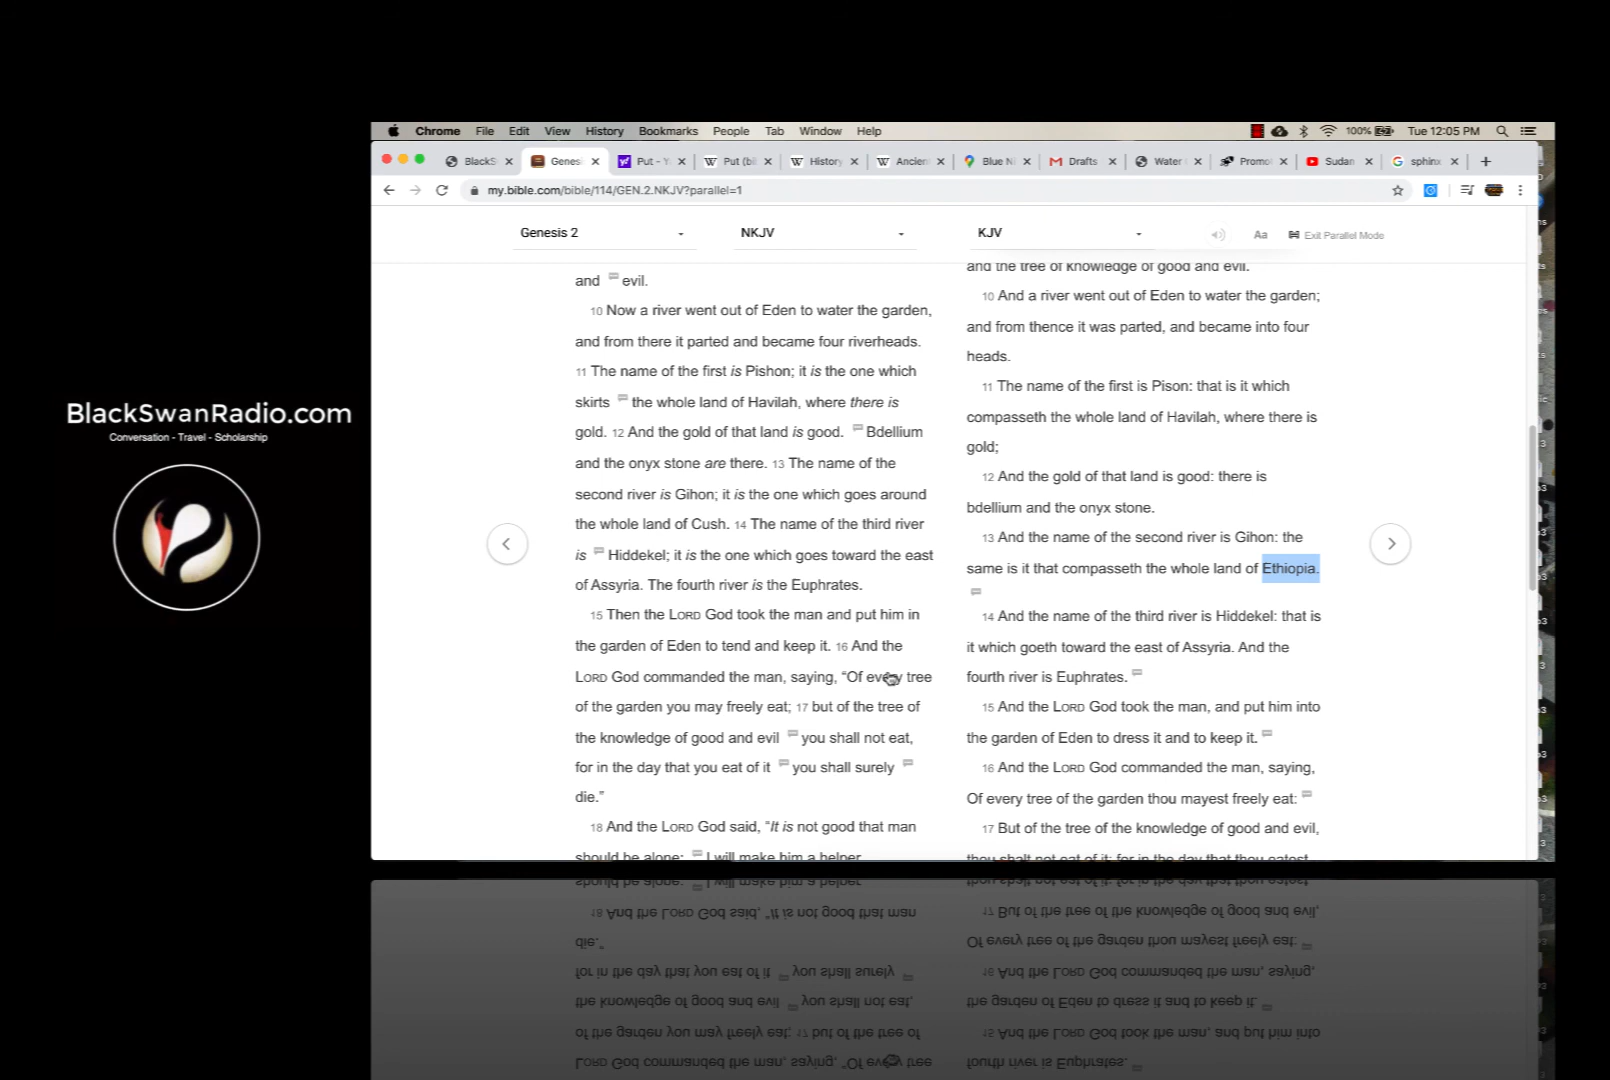 BlackSwanRadio.com
Conversation - Travel - Scholarship
Chrome File Edit View History Bookmarks People Tab Window Help
100%
Tue 12:05 PM
BlackS
Genes
Put - Y
Put (bi
History
Ancien
Blue Ni
Drafts
Water
Promo
Sudan
sphinx
my.bible.com/bible/114/GEN.2.NKJV?parallel=1
Genesis 2
NKJV
KJV
Aa
Exit Parallel Mode
and evil.
10 Now a river went out of Eden to water the garden,
and from there it parted and became four riverheads.
11 The name of the first is Pishon; it is the one which
skirts the whole land of Havilah, where there is
gold. 12 And the gold of that land is good. Bdellium
and the onyx stone are there. 13 The name of the
second river is Gihon; it is the one which goes around
the whole land of Cush. 14 The name of the third river
is Hiddekel; it is the one which goes toward the east
of Assyria. The fourth river is the Euphrates.
15 Then the LORD God took the man and put him in
the garden of Eden to tend and keep it. 16 And the
LORD God commanded the man, saying, “Of every tree
of the garden you may freely eat; 17 but of the tree of
the knowledge of good and evil you shall not eat,
for in the day that you eat of it you shall surely
die.”
18 And the LORD God said, “It is not good that man
should be alone; I will make him a helper
and the tree of knowledge of good and evil.
10 And a river went out of Eden to water the garden;
and from thence it was parted, and became into four
heads.
11 The name of the first is Pison: that is it which
compasseth the whole land of Havilah, where there is
gold;
12 And the gold of that land is good: there is
bdellium and the onyx stone.
13 And the name of the second river is Gihon: the
same is it that compasseth the whole land of Ethiopia.
14 And the name of the third river is Hiddekel: that is
it which goeth toward the east of Assyria. And the
fourth river is Euphrates.
15 And the LORD God took the man, and put him into
the garden of Eden to dress it and to keep it.
16 And the LORD God commanded the man, saying,
Of every tree of the garden thou mayest freely eat:
17 But of the tree of the knowledge of good and evil,
thou shalt not eat of it: for in the day that thou eatest